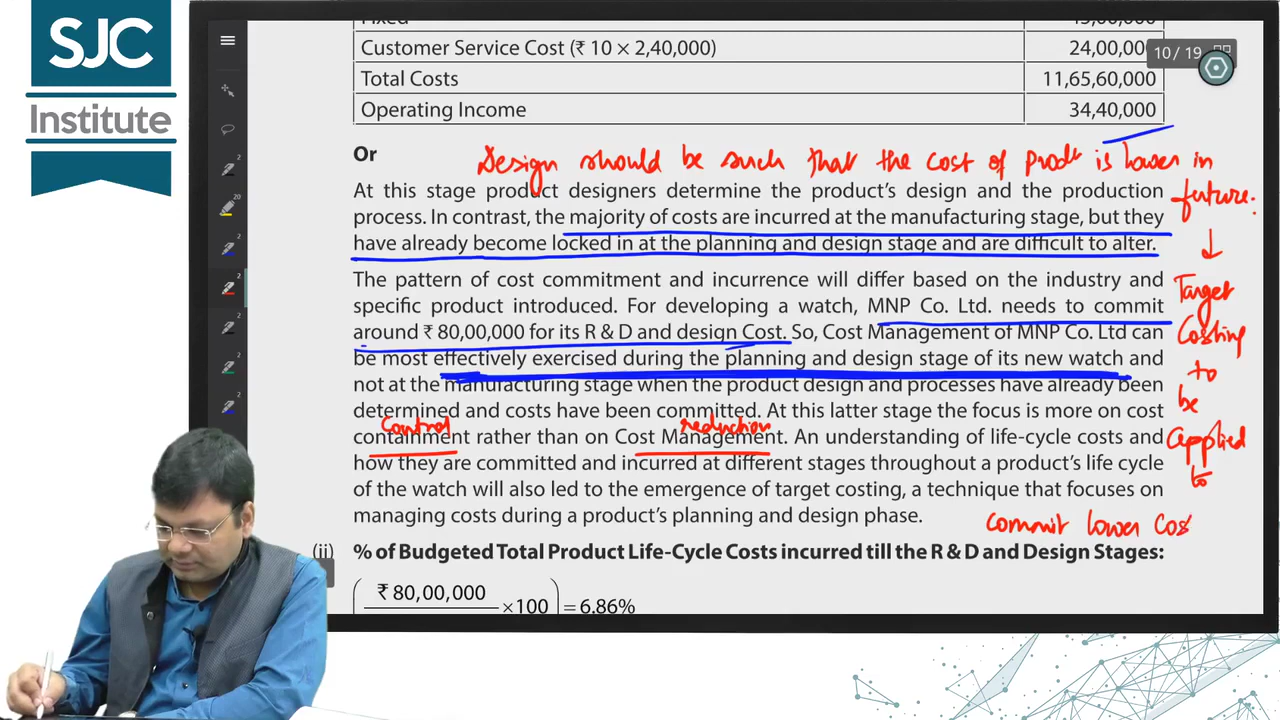 SJC
Institute
Fixed
Customer Service Cost (₹ 10 × 2,40,000) 24,00,000
10 / 19
Total Costs 11,65,60,000
Operating Income 34,40,000
Or
Design should be such that the cost of prodt is lower in
future.
↓
Target
Costing
to
be
applied
to
commit lower Cos
At this stage product designers determine the product's design and the production
process. In contrast, the majority of costs are incurred at the manufacturing stage, but they
have already become locked in at the planning and design stage and are difficult to alter.
The pattern of cost commitment and incurrence will differ based on the industry and
specific product introduced. For developing a watch, MNP Co. Ltd. needs to commit
around ₹ 80,00,000 for its R & D and design Cost. So, Cost Management of MNP Co. Ltd can
be most effectively exercised during the planning and design stage of its new watch and
not at the manufacturing stage when the product design and processes have already been
determined and costs have been committed. At this latter stage the focus is more on cost
Control reduction
containment rather than on Cost Management. An understanding of life-cycle costs and
how they are committed and incurred at different stages throughout a product's life cycle
of the watch will also led to the emergence of target costing, a technique that focuses on
managing costs during a product's planning and design phase.
(ii) % of Budgeted Total Product Life-Cycle Costs incurred till the R & D and Design Stages:
₹ 80,00,000
×100 = 6.86%